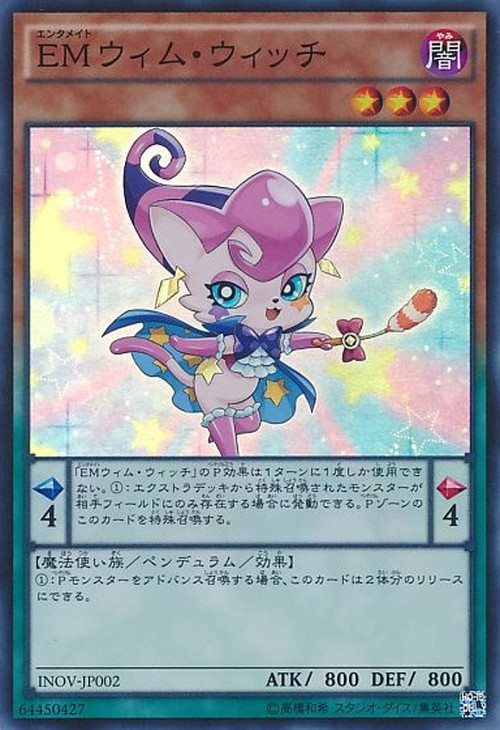 エンタメイト
EMウィム・ウィッチ
やみ
闇
「EMウィム・ウィッチ」のP効果は1ターンに1度しか使用でき
ない。①：エクストラデッキから特殊召喚されたモンスターが
相手フィールドにのみ存在する場合に発動できる。Pゾーンの
このカードを特殊召喚する。
4
4
【魔法使い族／ペンデュラム／効果】
①：Pモンスターをアドバンス召喚する場合、このカードは2体分のリリース
にできる。
INOV-JP002
ATK/ 800 DEF/ 800
64450427
©高橋和希 スタジオ・ダイス/集英社